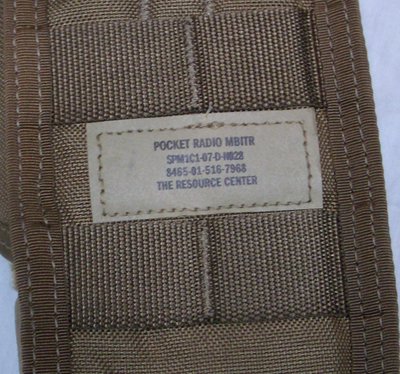 POCKET RADIO MBITR
SPM1C1-07-D-N028
8465-01-516-7968
THE RESOURCE CENTER